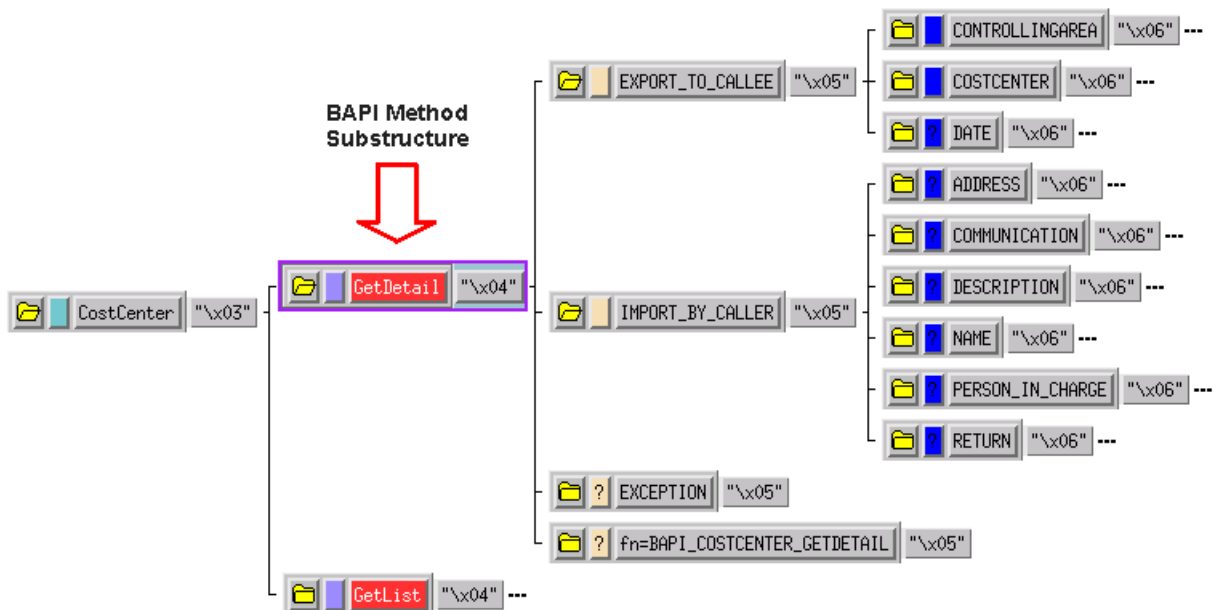 CONTROLLINGAREA "\x06" ---
EXPORT_TO_CALLEE "\x05"
COSTCENTER "\x06" ---
BAPI Method
Substructure
? DATE "\x06" ---
? ADDRESS "\x06" ---
? COMMUNICATION "\x06" ---
GetDetail "\x04"
? DESCRIPTION "\x06" ---
CostCenter "\x03"
IMPORT_BY_CALLER "\x05"
? NAME "\x06" ---
? PERSON_IN_CHARGE "\x06" ---
? RETURN "\x06" ---
? EXCEPTION "\x05"
? fn=BAPI_COSTCENTER_GETDETAIL "\x05"
GetList "\x04" ---